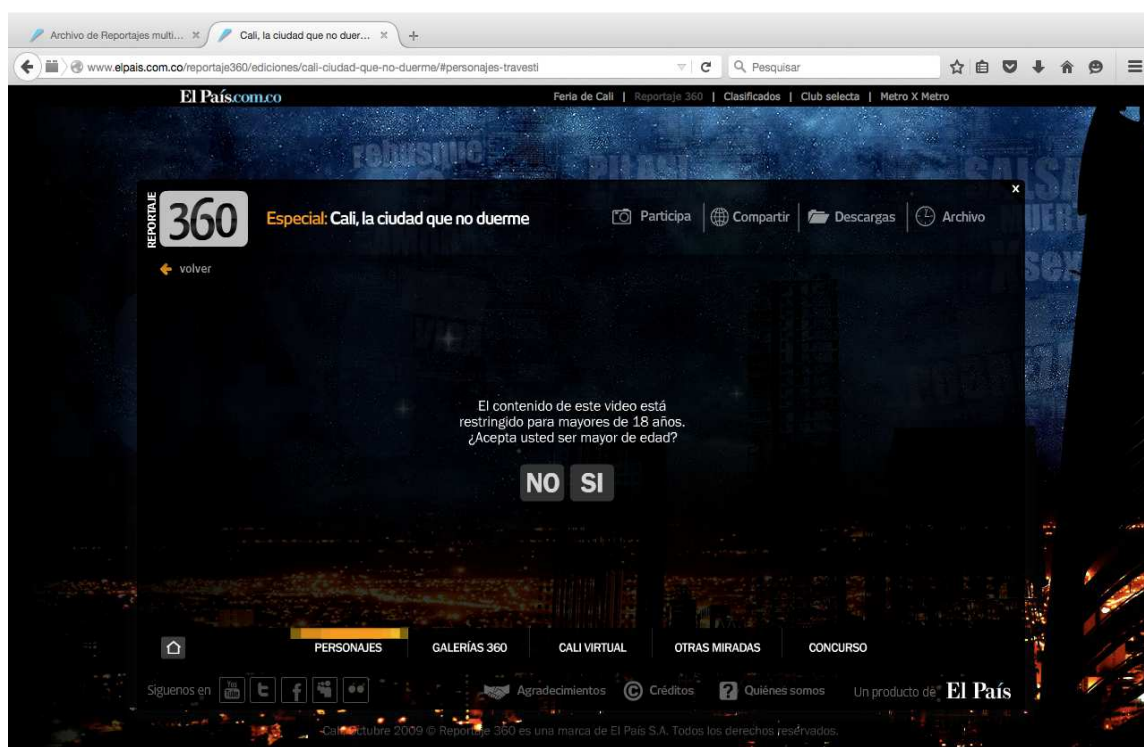 Archivo de Reportajes multi...
Cali, la ciudad que no duer...
www.elpais.com.co/reportaje360/ediciones/cali-ciudad-que-no-duerme/#personajes-travesti
Pesquisar
El País.com.co
Feria de Cali | Reportaje 360 | Clasificados | Club selecta | Metro X Metro
rebusque
SALSA
REPORTAJE
360
Especial: Cali, la ciudad que no duerme
Participa
Compartir
Descargas
Archivo
volver
El contenido de este video está
restringido para mayores de 18 años.
¿Acepta usted ser mayor de edad?
NO SI
PERSONAJES
GALERÍAS 360
CALI VIRTUAL
OTRAS MIRADAS
CONCURSO
Siguenos en
You Tube
Agradecimientos
Créditos
Quiénes somos
Un producto de El País
Cali Octubre 2009 © Reportaje 360 es una marca de El País S.A. Todos los derechos reservados.